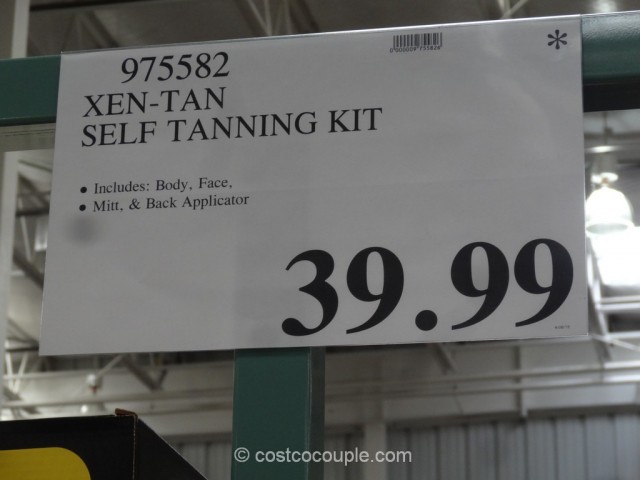 975582
*
XEN-TAN
SELF TANNING KIT
• Includes: Body, Face,
• Mitt, & Back Applicator
39.99
© costcocouple.com®